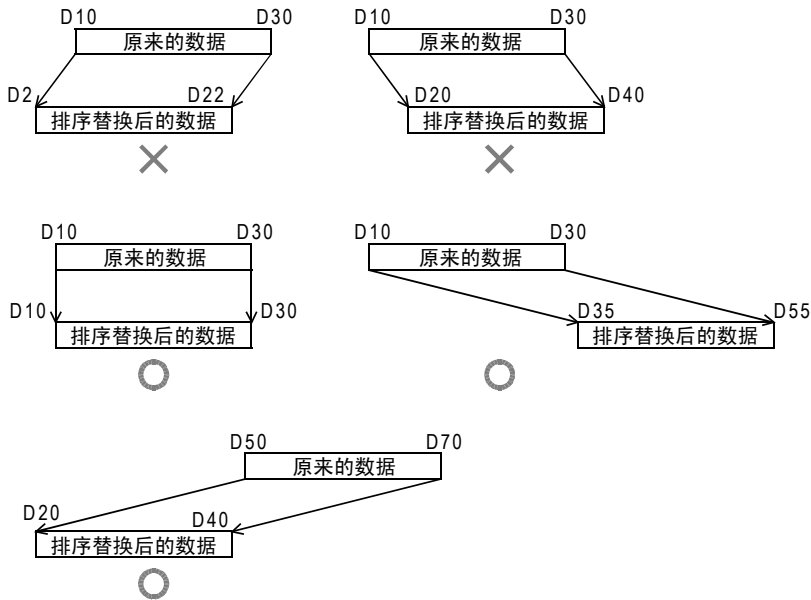 D10 D30 D10 D30
原来的数据 原来的数据
D2 D22 D20 D40
排序替换后的数据 排序替换后的数据
D10 D30 D10 D30
原来的数据 原来的数据
D10 D30 D35 D55
排序替换后的数据 排序替换后的数据
D50 D70
原来的数据
D20 D40
排序替换后的数据